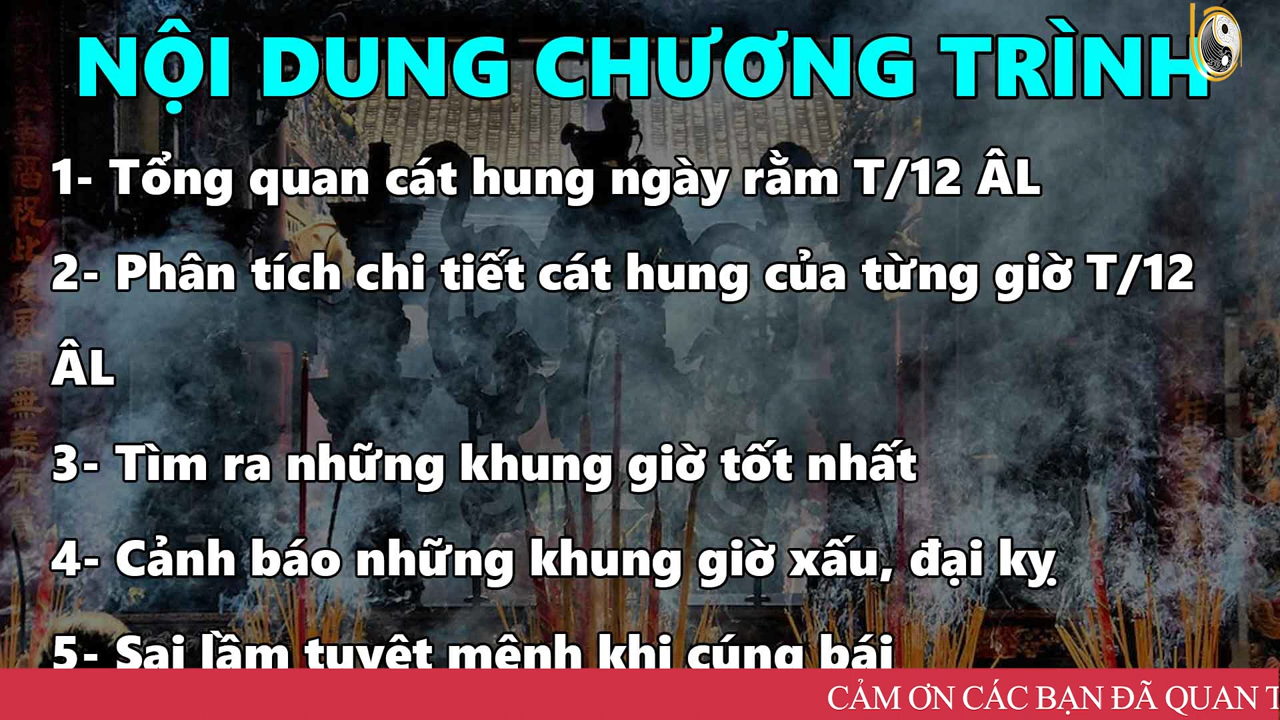 NỘI DUNG CHƯƠNG TRÌNH
1- Tổng quan cát hung ngày rằm T/12 ÂL
2- Phân tích chi tiết cát hung của từng giờ T/12
ÂL
3- Tìm ra những khung giờ tốt nhất
4- Cảnh báo những khung giờ xấu, đại kỵ
5- Sai lầm tuyệt mệnh khi cúng bái
CẢM ƠN CÁC BẠN ĐÃ QUAN T